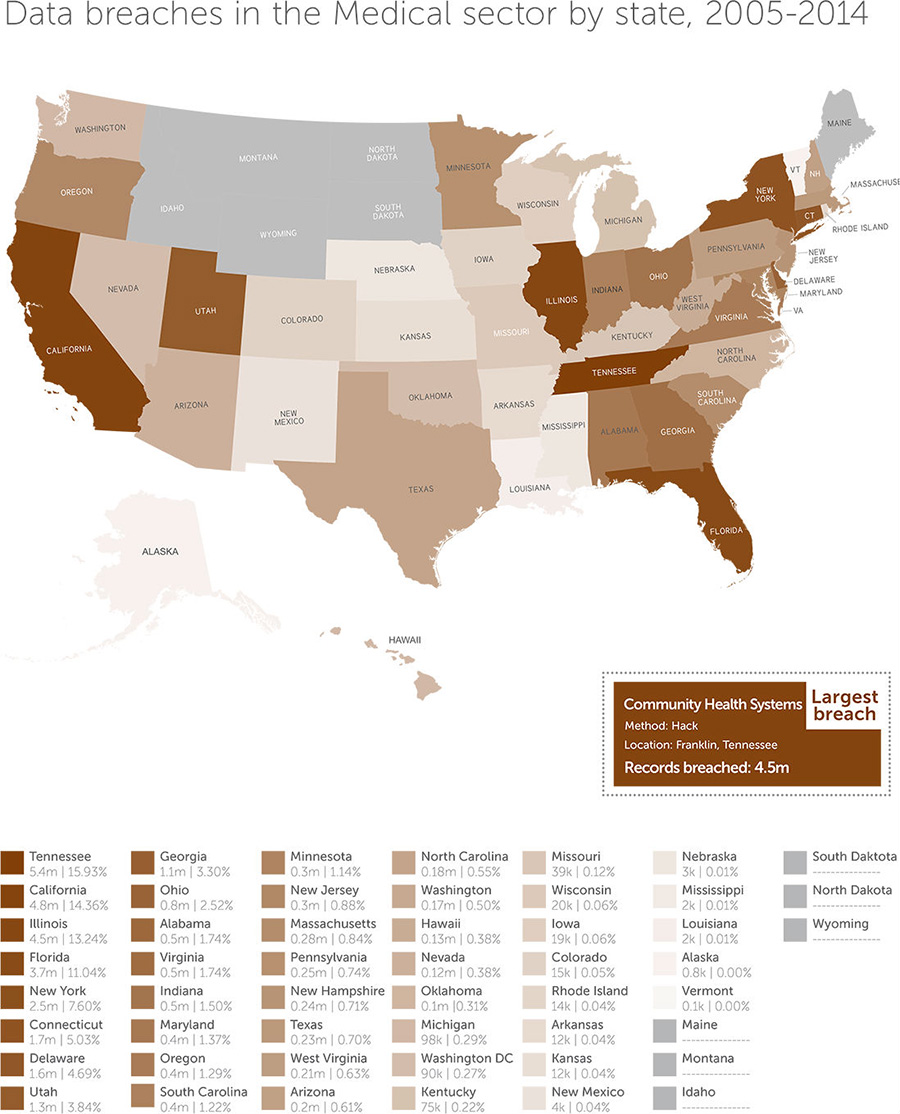 Data breaches in the Medical sector by state, 2005-2014
WASHINGTON
MONTANA
NORTH
DAKOTA
MINNESOTA
MAINE
VT
NH
MASSACHUSE
OREGON
IDAHO
SOUTH
DAKOTA
WISCONSIN
MICHIGAN
NEW
YORK
CT
RHODE ISLAND
WYOMING
NEBRASKA
IOWA
PENNSYLVANIA
NEW
JERSEY
NEVADA
UTAH
COLORADO
KANSAS
ILLINOIS
INDIANA
OHIO
WEST
VIRGINIA
DELAWARE
MARYLAND
VA
VIRGINIA
CALIFORNIA
MISSOURI
KENTUCKY
NORTH
CAROLINA
TENNESSEE
ARIZONA
NEW
MEXICO
OKLAHOMA
ARKANSAS
SOUTH
CAROLINA
MISSISSIPPI
ALABAMA
GEORGIA
TEXAS
LOUISIANA
FLORIDA
ALASKA
HAWAII
Largest
breach
Community Health Systems
Method: Hack
Location: Franklin, Tennessee
Records breached: 4.5m
Tennessee
5.4m | 15.93%
California
4.8m | 14.36%
Illinois
4.5m | 13.24%
Florida
3.7m | 11.04%
New York
2.5m | 7.60%
Connecticut
1.7m | 5.03%
Delaware
1.6m | 4.69%
Utah
1.3m | 3.84%
Georgia
1.1m | 3.30%
Ohio
0.8m | 2.52%
Alabama
0.5m | 1.74%
Virginia
0.5m | 1.74%
Indiana
0.5m | 1.50%
Maryland
0.4m | 1.37%
Oregon
0.4m | 1.29%
South Carolina
0.4m | 1.22%
Minnesota
0.3m | 1.14%
New Jersey
0.3m | 0.88%
Massachusetts
0.28m | 0.84%
Pennsylvania
0.25m | 0.74%
New Hampshire
0.24m | 0.71%
Texas
0.23m | 0.70%
West Virginia
0.21m | 0.63%
Arizona
0.2m | 0.61%
North Carolina
0.18m | 0.55%
Washington
0.17m | 0.50%
Hawaii
0.13m | 0.38%
Nevada
0.12m | 0.38%
Oklahoma
0.1m |0.31%
Michigan
98k | 0.29%
Washington DC
90k | 0.27%
Kentucky
75k | 0.22%
Missouri
39k | 0.12%
Wisconsin
20k | 0.06%
Iowa
19k | 0.06%
Colorado
15k | 0.05%
Rhode Island
14k | 0.04%
Arkansas
12k | 0.04%
Kansas
12k | 0.04%
New Mexico
4k | 0.04%
Nebraska
3k | 0.01%
Mississippi
2k | 0.01%
Louisiana
2k | 0.01%
Alaska
0.8k | 0.00%
Vermont
0.1k | 0.00%
Maine
Montana
Idaho
South Daktota
North Dakota
Wyoming